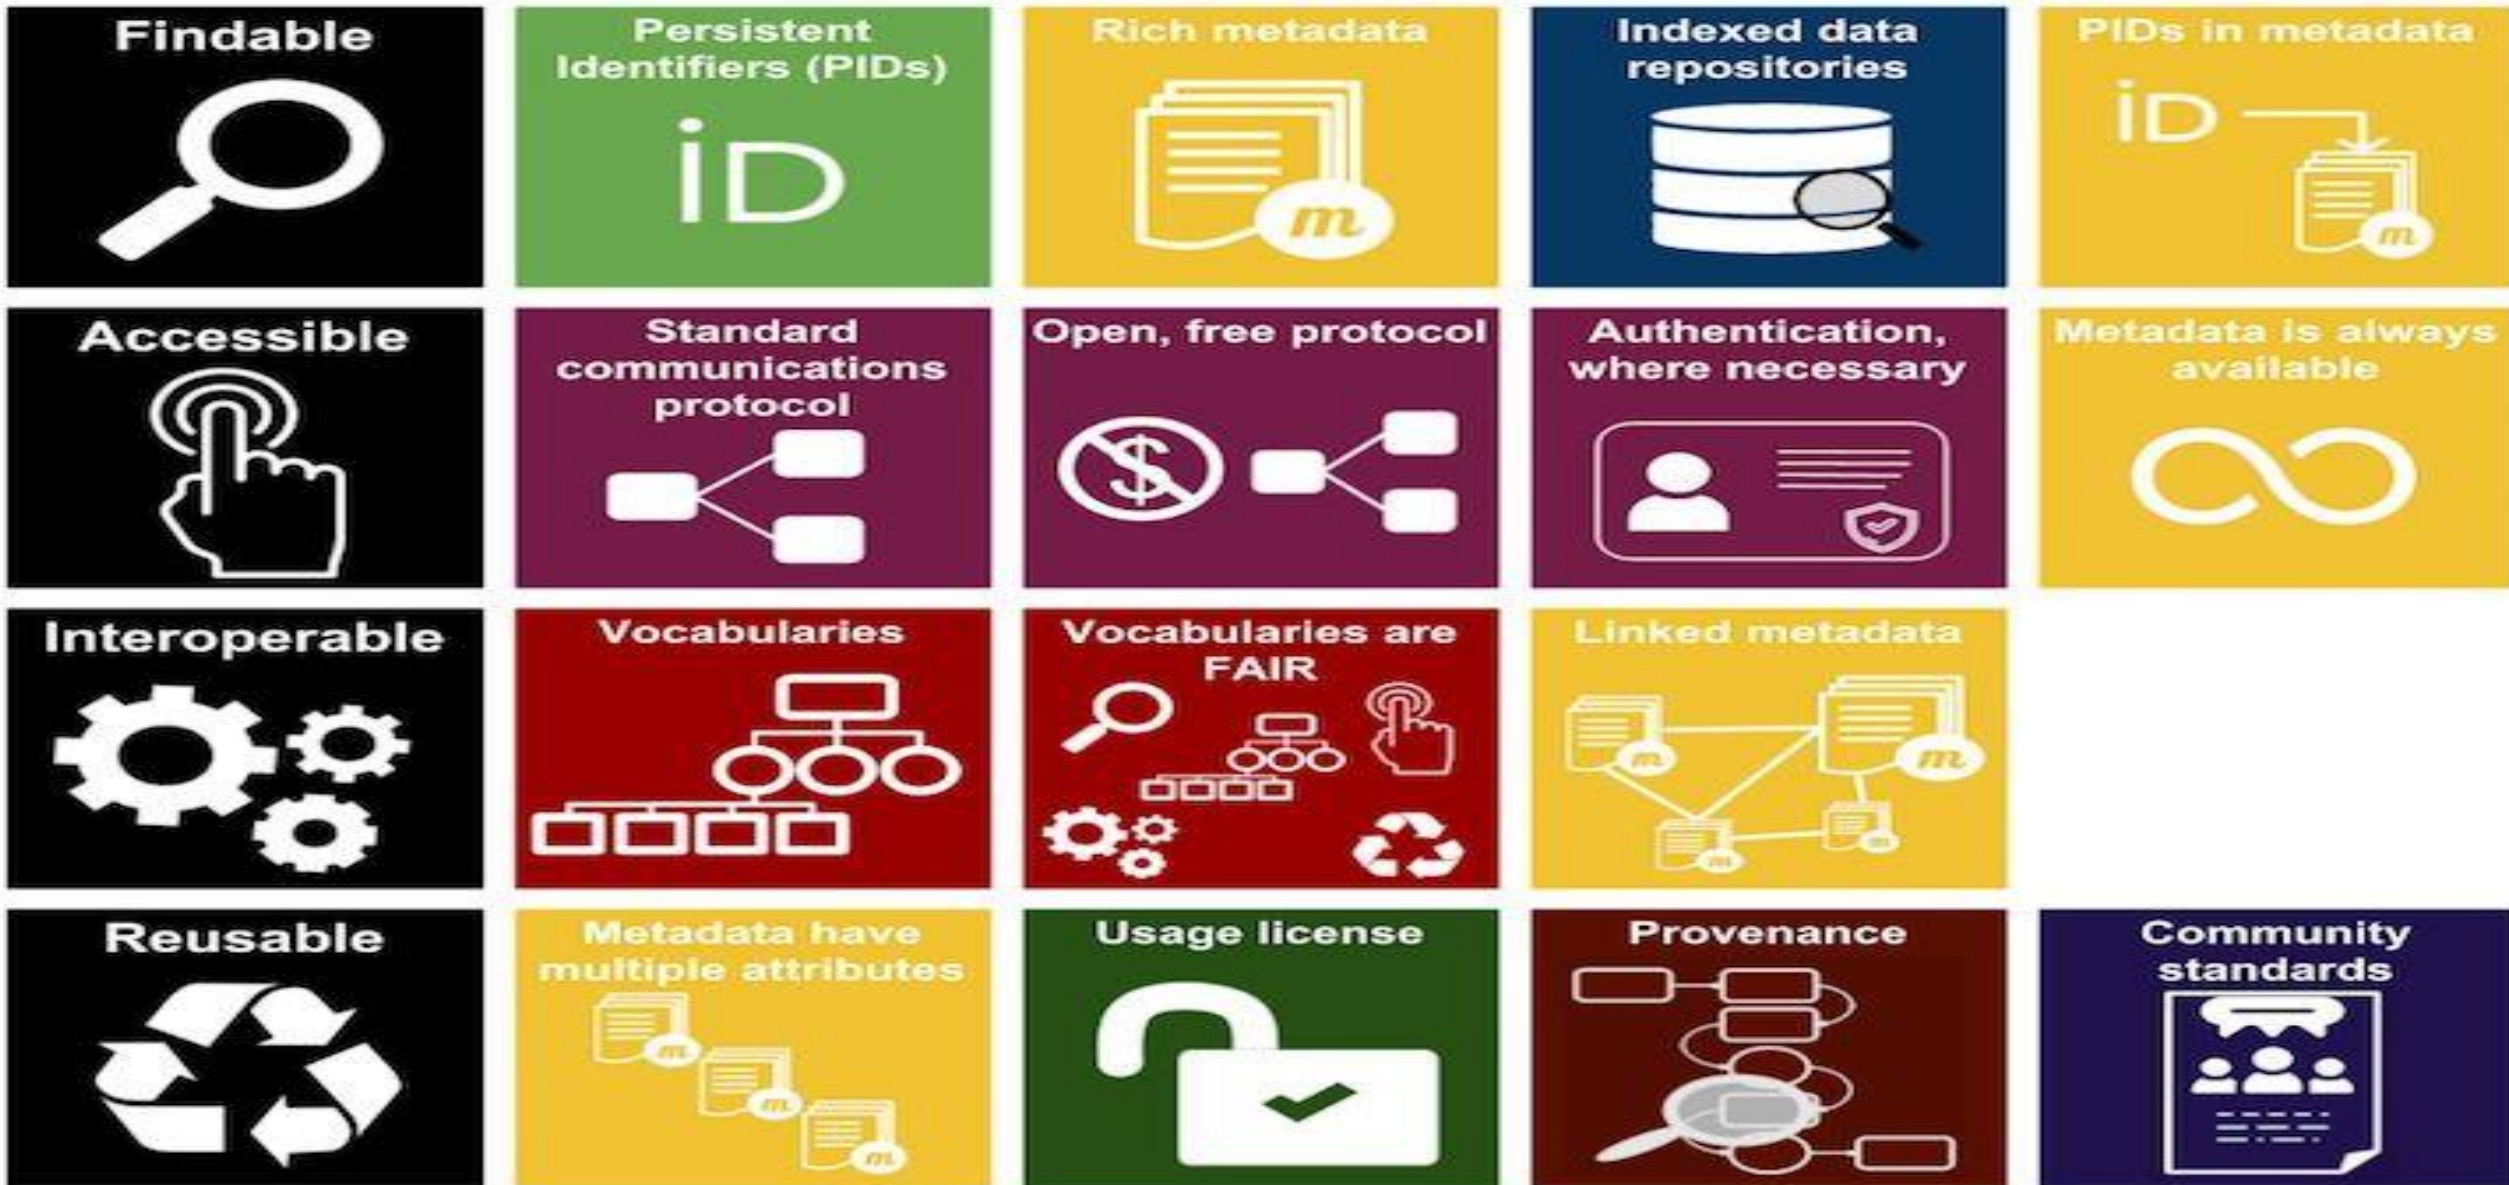 Findable
Persistent
Identifiers (PIDs)
iD
Rich metadata
m
Indexed data
repositories
PIDs in metadata
iD
m
Accessible
Standard
communications
protocol
Open, free protocol
$
Authentication,
where necessary
Metadata is always
available
Interoperable
Vocabularies
Vocabularies are
FAIR
Linked metadata
m
m
m
m
Reusable
Metadata have
multiple attributes
m
m
m
Usage license
Provenance
Community
standards